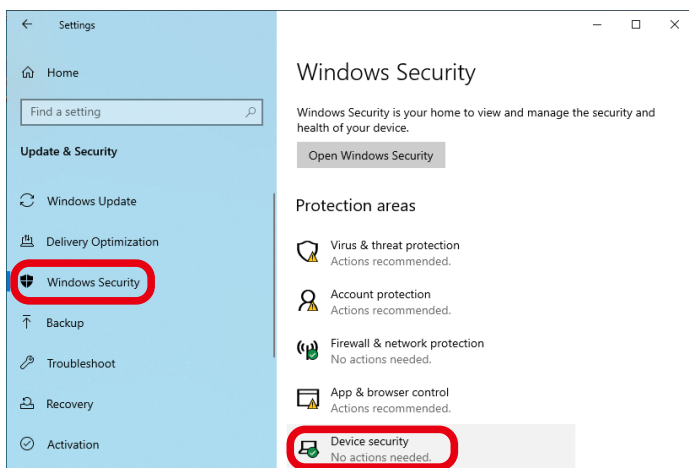 Settings
Home
Find a setting
Update & Security
Windows Update
Delivery Optimization
Windows Security
Backup
Troubleshoot
Recovery
Activation
Windows Security
Windows Security is your home to view and manage the security and
health of your device.
Open Windows Security
Protection areas
Virus & threat protection
Actions recommended.
Account protection
Actions recommended.
Firewall & network protection
No actions needed.
App & browser control
Actions recommended.
Device security
No actions needed.